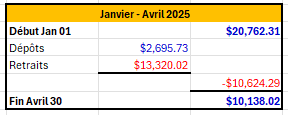 Janvier - Avril 2025
Début Jan 01 $20,762.31
Dépôts $2,695.73
Retraits $13,320.02
-$10,624.29
Fin Avril 30 $10,138.02